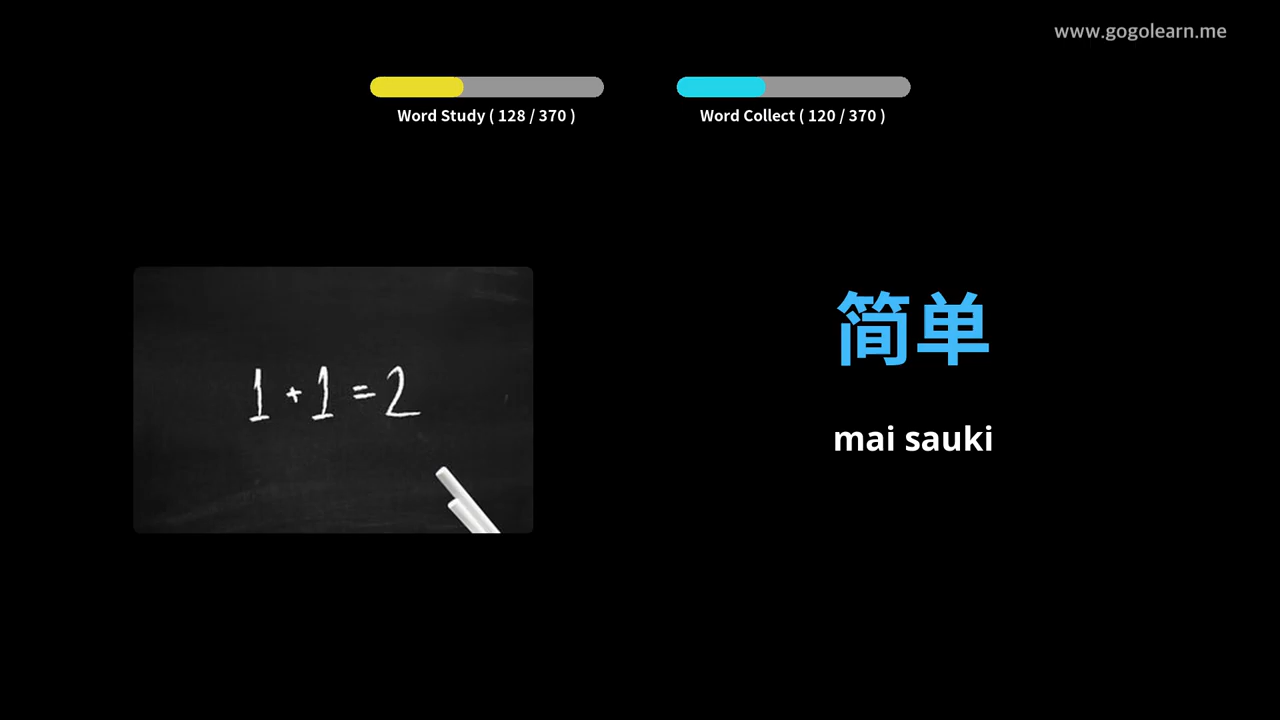 www.gogolearn.me
Word Study ( 128 / 370 )
Word Collect ( 120 / 370 )
1 + 1 = 2
简单
mai sauki